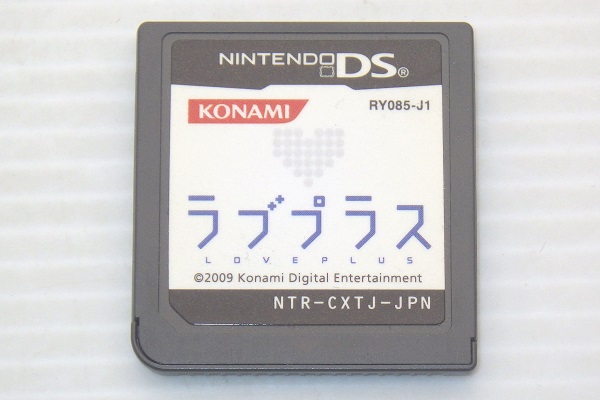 NINTENDO DS®
KONAMI
RY085-J1
ラブプラス
LOVEPLUS
©2009 Konami Digital Entertainment
NTR-CXTJ-JPN